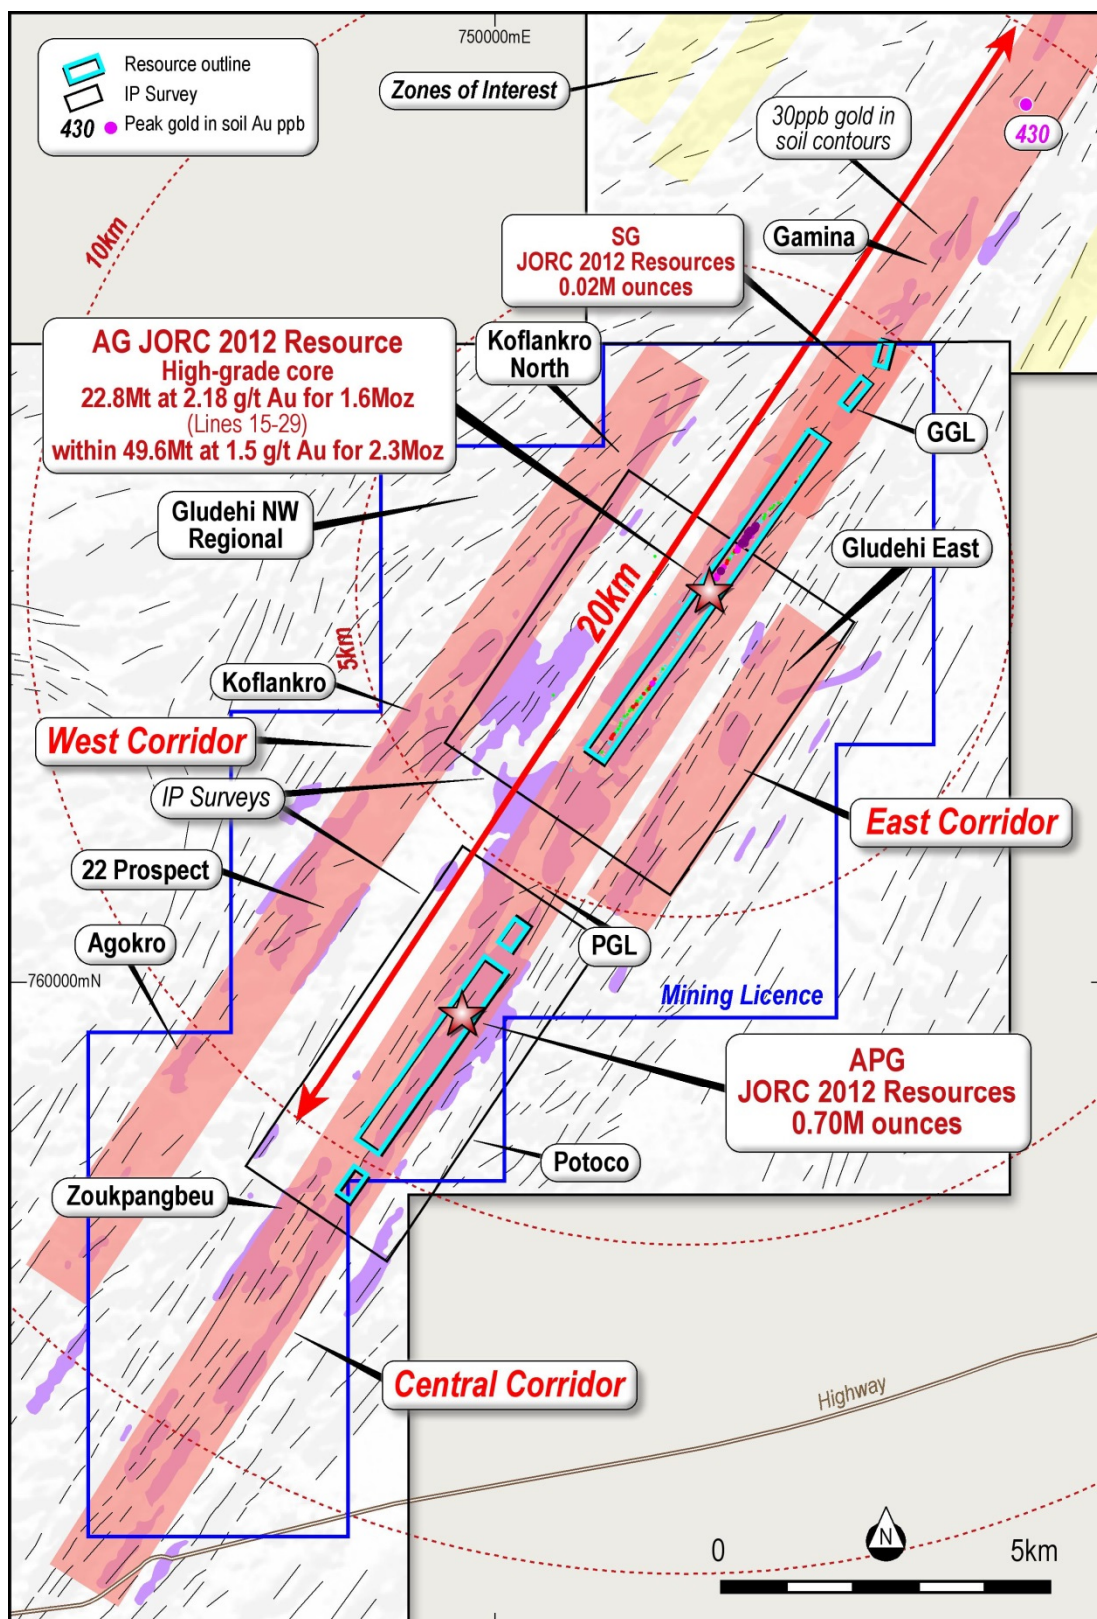 750000mE
Resource outline
IP Survey
430 Peak gold in soil Au ppb
Zones of Interest
30ppb gold in
soil contours
430
10km
SG
JORC 2012 Resources
0.02M ounces
Gamina
AG JORC 2012 Resource
High-grade core
22.8Mt at 2.18 g/t Au for 1.6Moz
(Lines 15-29)
within 49.6Mt at 1.5 g/t Au for 2.3Moz
Koflankro
North
GGL
Gludehi NW
Regional
Gludehi East
20km
5km
Koflankro
West Corridor
IP Surveys
East Corridor
22 Prospect
Agokro
PGL
760000mN
Mining Licence
APG
JORC 2012 Resources
0.70M ounces
Potoco
Zoukpangbeu
Central Corridor
Highway
N
0 5km